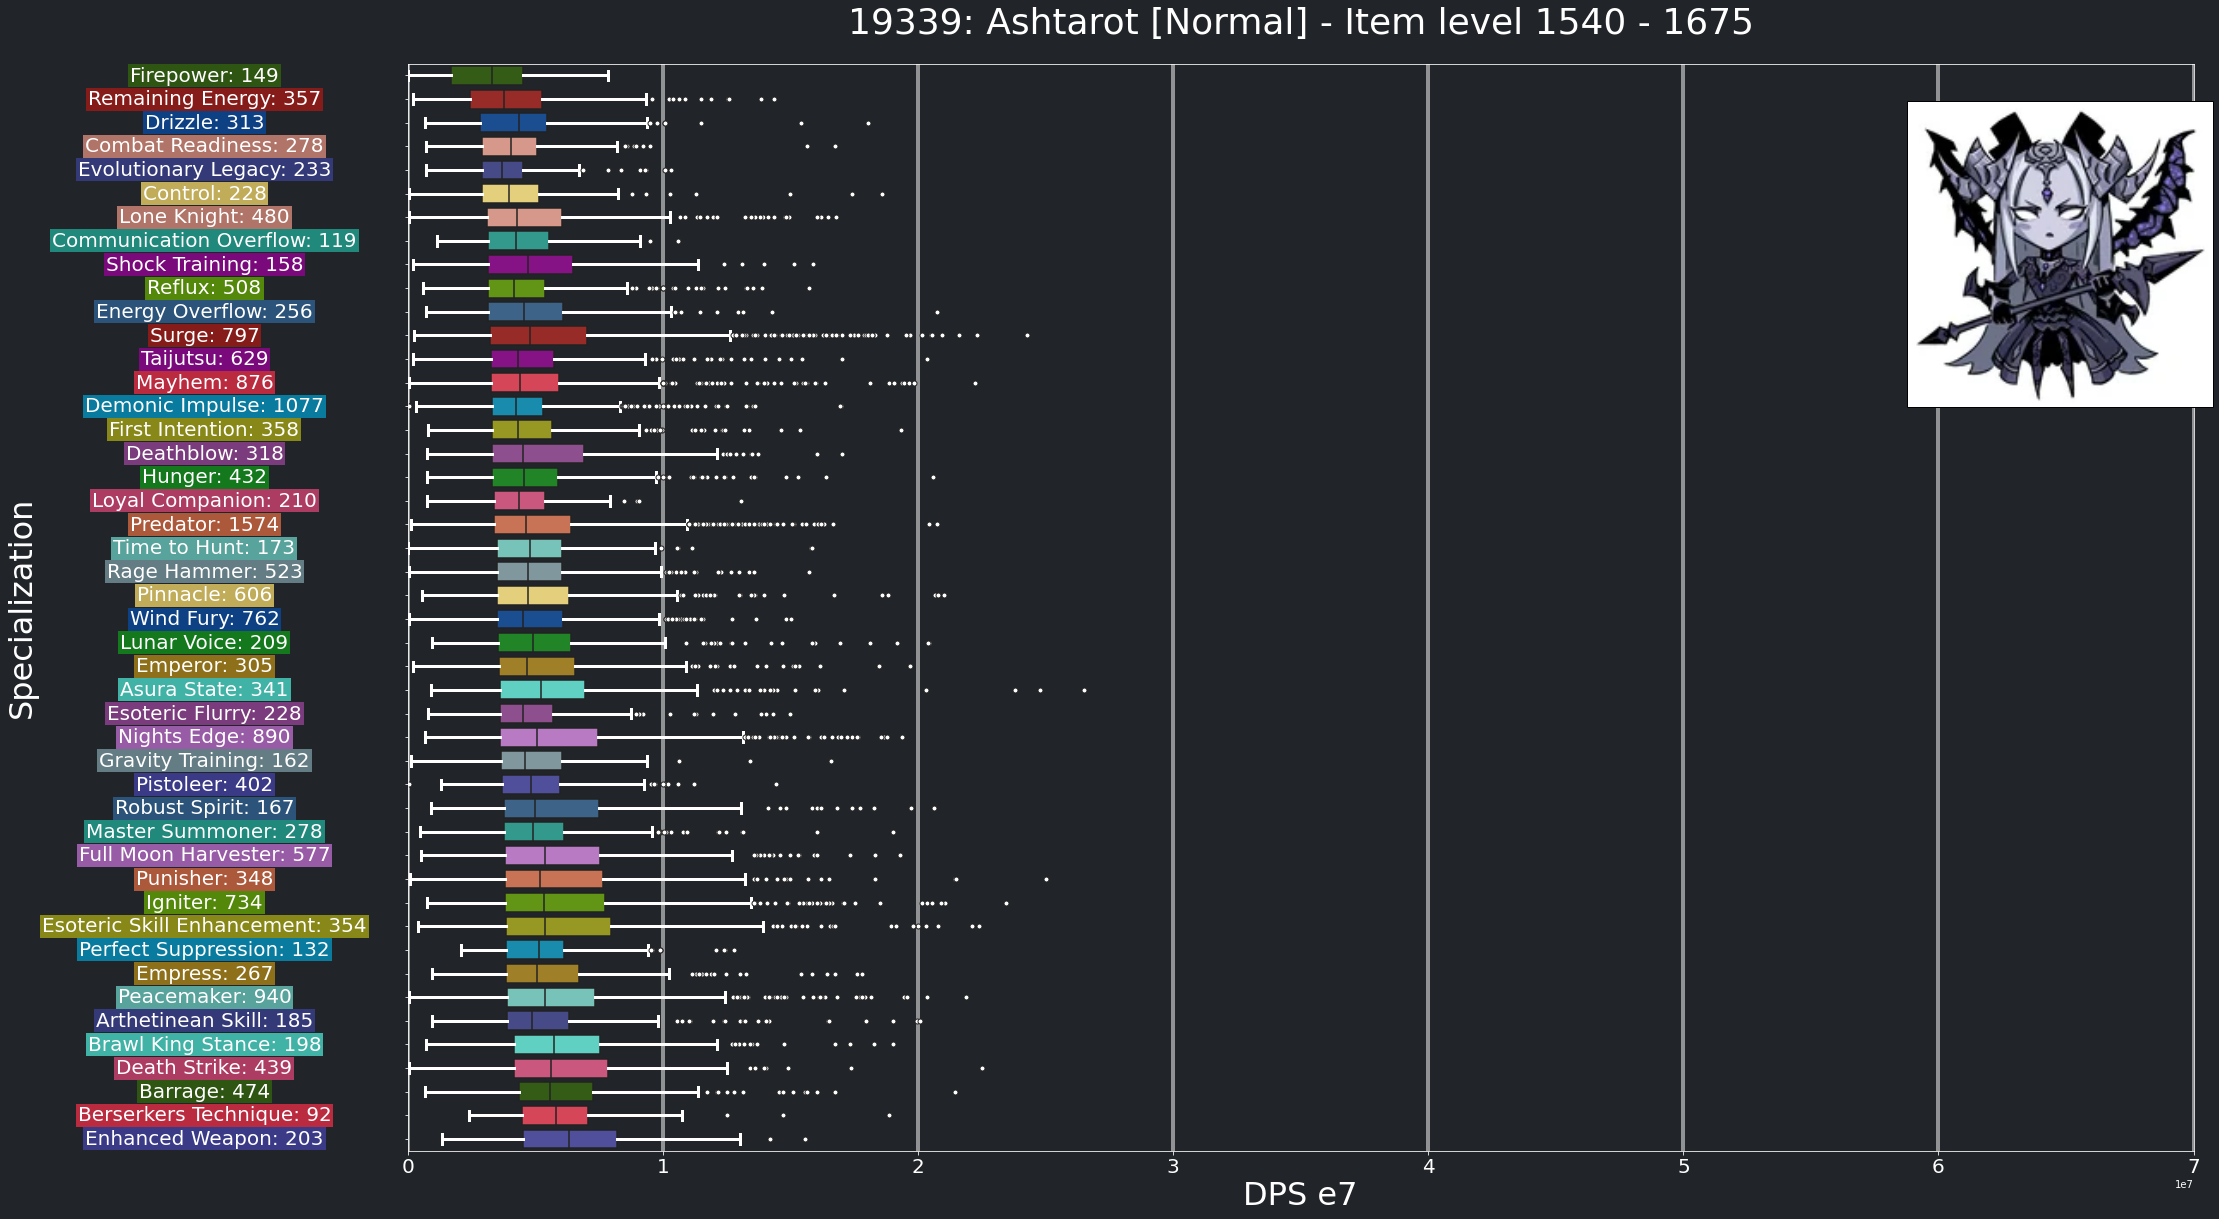 19339: Ashtarot [Normal] - Item level 1540 - 1675
Specialization
Firepower: 149
Remaining Energy: 357
Drizzle: 313
Combat Readiness: 278
Evolutionary Legacy: 233
Control: 228
Lone Knight: 480
Communication Overflow: 119
Shock Training: 158
Reflux: 508
Energy Overflow: 256
Surge: 797
Taijutsu: 629
Mayhem: 876
Demonic Impulse: 1077
First Intention: 358
Deathblow: 318
Hunger: 432
Loyal Companion: 210
Predator: 1574
Time to Hunt: 173
Rage Hammer: 523
Pinnacle: 606
Wind Fury: 762
Lunar Voice: 209
Emperor: 305
Asura State: 341
Esoteric Flurry: 228
Nights Edge: 890
Gravity Training: 162
Pistoleer: 402
Robust Spirit: 167
Master Summoner: 278
Full Moon Harvester: 577
Punisher: 348
Igniter: 734
Esoteric Skill Enhancement: 354
Perfect Suppression: 132
Empress: 267
Peacemaker: 940
Arthetinean Skill: 185
Brawl King Stance: 198
Death Strike: 439
Barrage: 474
Berserkers Technique: 92
Enhanced Weapon: 203
0 1 2 3 4 5 6 7
1e7
DPS e7